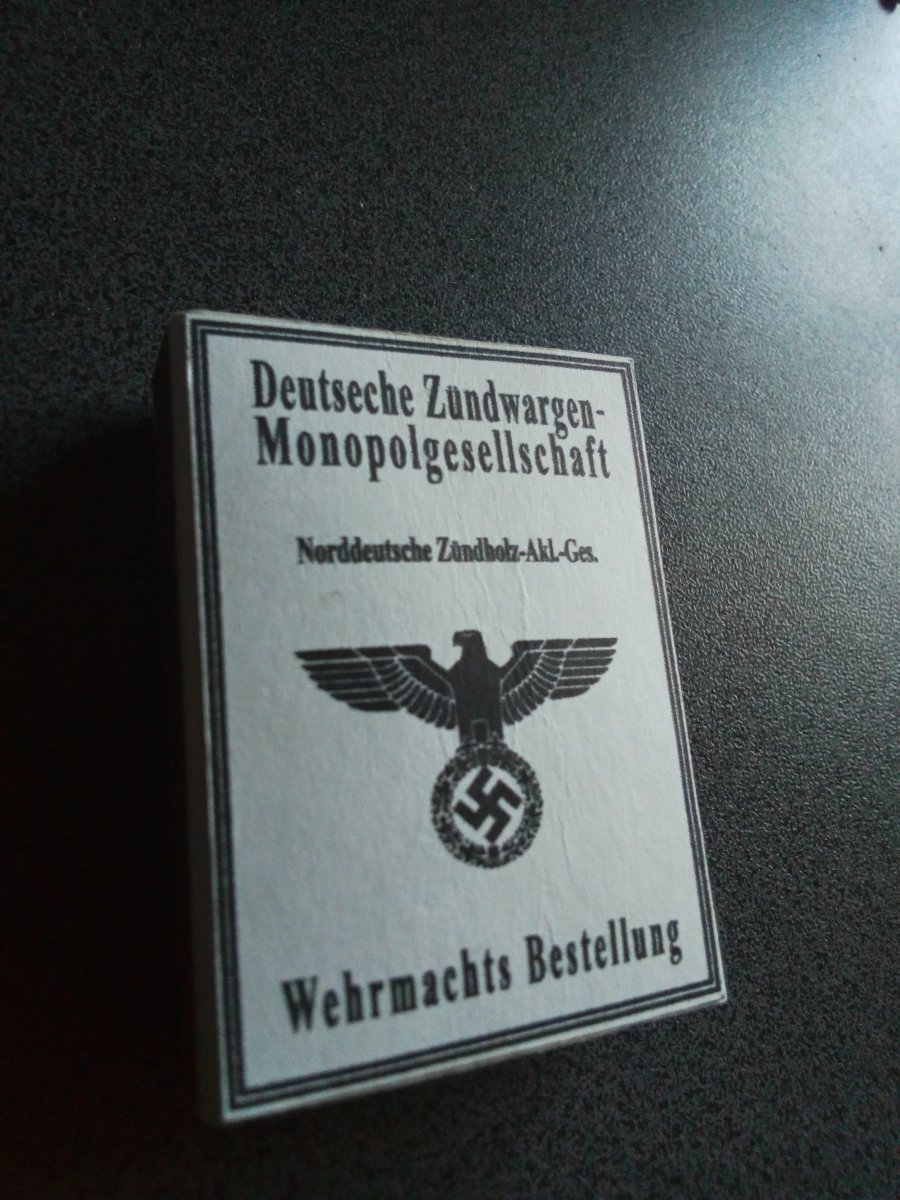 Deutseche Zündwargen-
Monopolgesellschaft
Norddeutsche Zündholz-Akl.-Ges.
Wehrmachts Bestellung